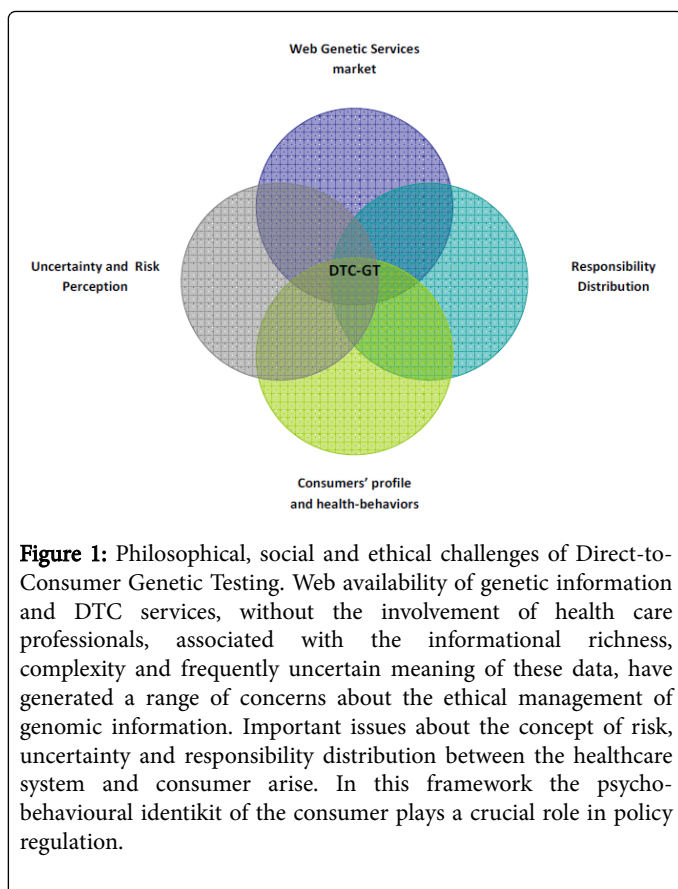 Web Genetic Services
market
Uncertainty and Risk
Perception
DTC-GT
Responsibility
Distribution
Consumers' profile
and health-behaviors
Figure 1: Philosophical, social and ethical challenges of Direct-to-
Consumer Genetic Testing. Web availability of genetic information
and DTC services, without the involvement of health care
professionals, associated with the informational richness,
complexity and frequently uncertain meaning of these data, have
generated a range of concerns about the ethical management of
genomic information. Important issues about the concept of risk,
uncertainty and responsibility distribution between the healthcare
system and consumer arise. In this framework the psycho-
behavioural identikit of the consumer plays a crucial role in policy
regulation.